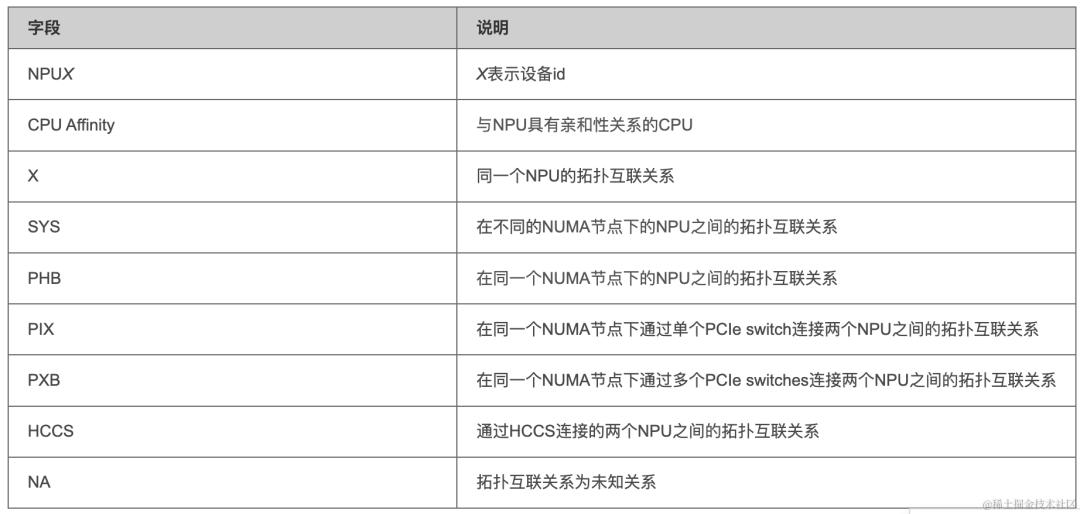 字段 说明
NPUX X表示设备id
CPU Affinity 与NPU具有亲和性关系的CPU
X 同一个NPU的拓扑互联关系
SYS 在不同的NUMA节点下的NPU之间的拓扑互联关系
PHB 在同一个NUMA节点下的NPU之间的拓扑互联关系
PIX 在同一个NUMA节点下通过单个PCIe switch连接两个NPU之间的拓扑互联关系
PXB 在同一个NUMA节点下通过多个PCIe switches连接两个NPU之间的拓扑互联关系
HCCS 通过HCCS连接的两个NPU之间的拓扑互联关系
NA 拓扑互联关系为未知关系
@稀土掘金技术社区